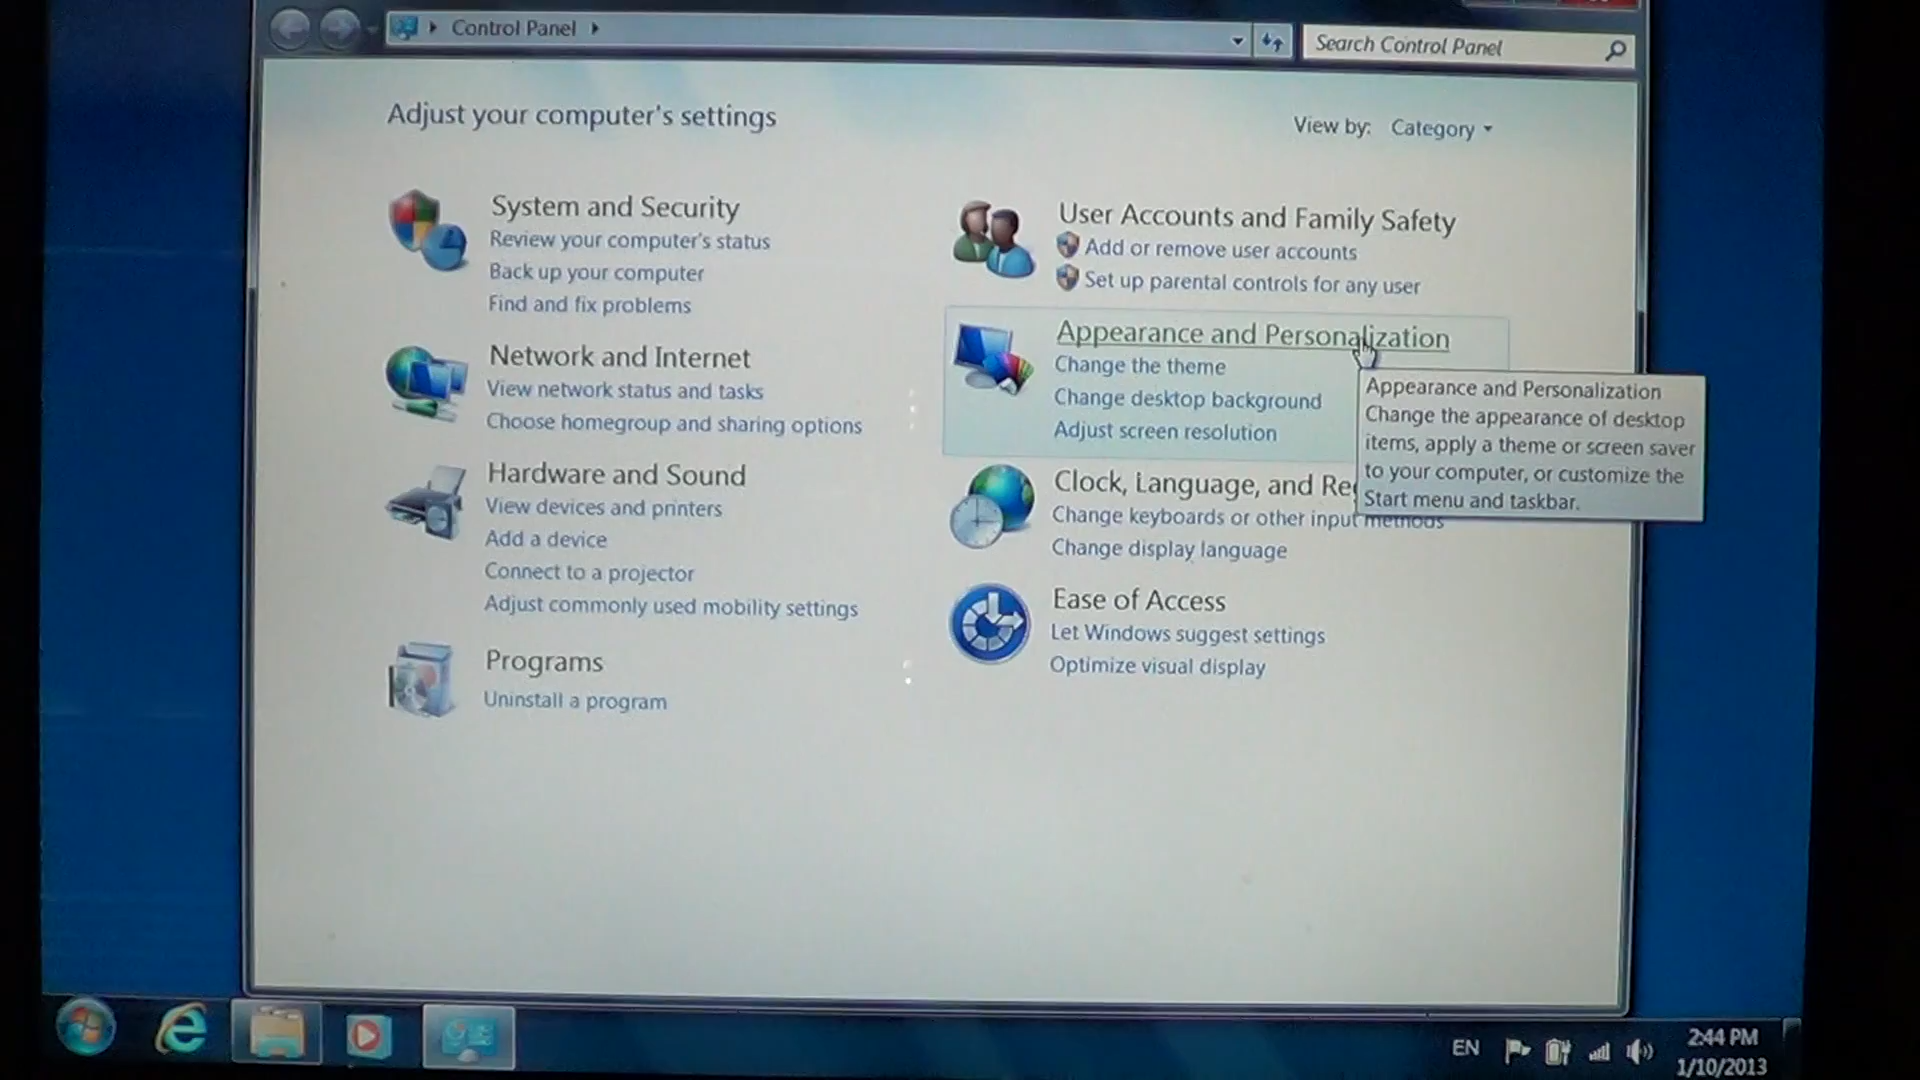 Control Panel
Search Control Panel
Adjust your computer's settings
View by: Category
System and Security
Review your computer's status
Back up your computer
Find and fix problems
Network and Internet
View network status and tasks
Choose homegroup and sharing options
Hardware and Sound
View devices and printers
Add a device
Connect to a projector
Adjust commonly used mobility settings
Programs
Uninstall a program
User Accounts and Family Safety
Add or remove user accounts
Set up parental controls for any user
Appearance and Personalization
Change the theme
Change desktop background
Adjust screen resolution
Appearance and Personalization
Change the appearance of desktop
items, apply a theme or screen saver
to your computer, or customize the
Start menu and taskbar.
Clock, Language, and Re
Change keyboards or other input methods
Change display language
Ease of Access
Let Windows suggest settings
Optimize visual display
EN
2:44 PM
1/10/2013